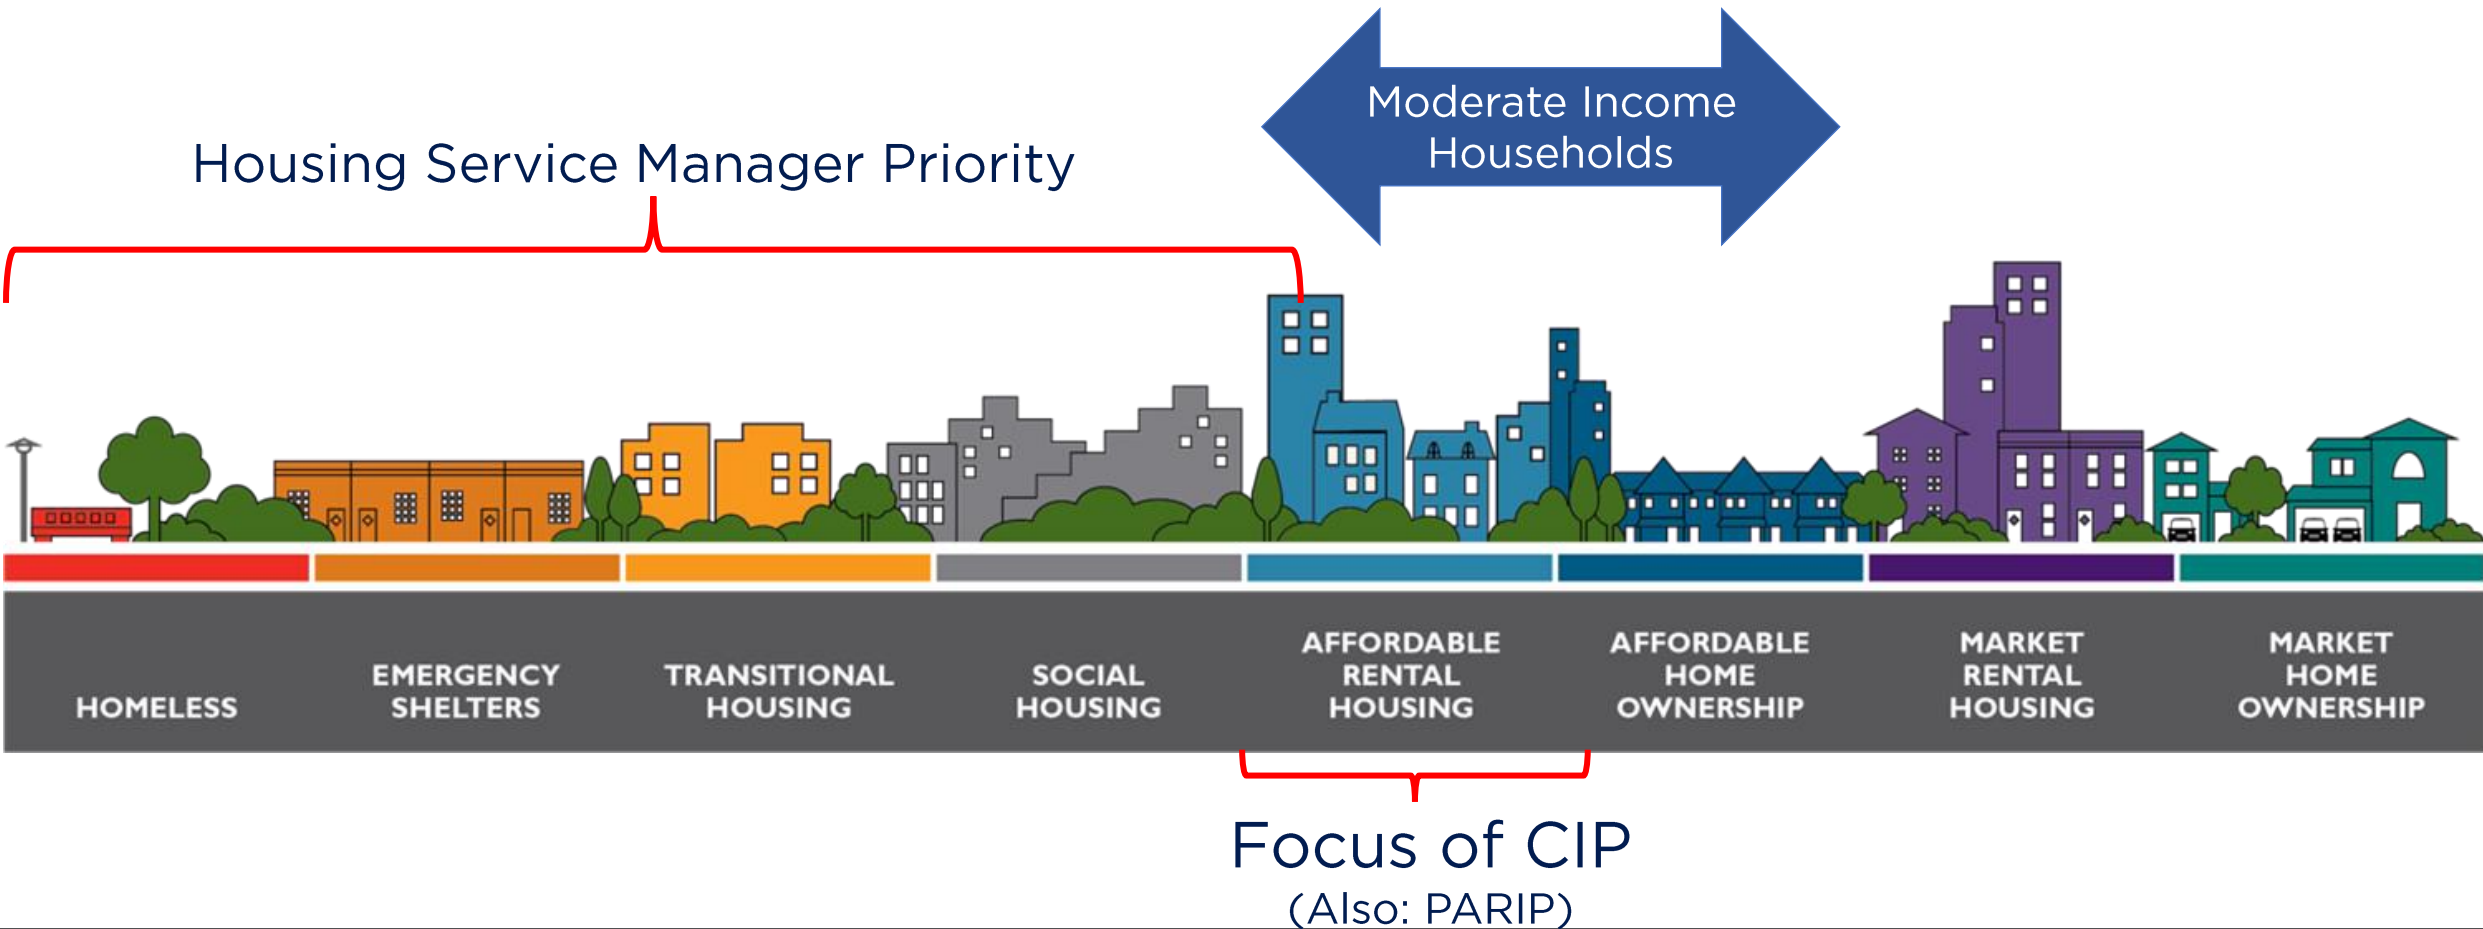 Moderate Income
Households
Housing Service Manager Priority
HOMELESS
EMERGENCY
SHELTERS
TRANSITIONAL
HOUSING
SOCIAL
HOUSING
AFFORDABLE
RENTAL
HOUSING
AFFORDABLE
HOME
OWNERSHIP
MARKET
RENTAL
HOUSING
MARKET
HOME
OWNERSHIP
Focus of CIP
(Also: PARIP)